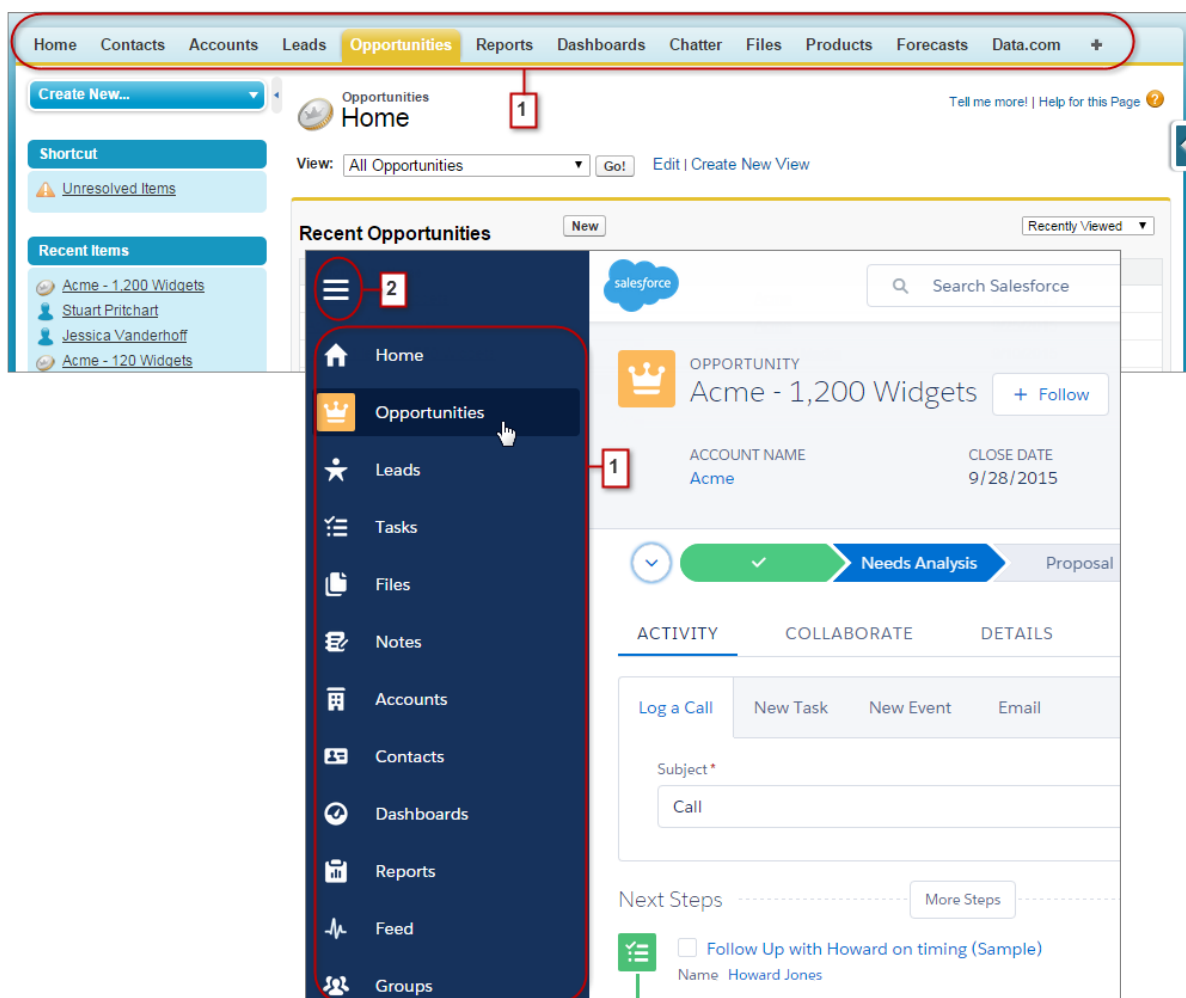 Home Contacts Accounts Leads Opportunities Reports Dashboards Chatter Files Products Forecasts Data.com +
Create New...
1
Opportunities
Home
Tell me more! | Help for this Page ?
Shortcut
Unresolved Items
View: All Opportunities Go! Edit | Create New View
Recent Opportunities New Recently Viewed
Recent Items
Acme - 1,200 Widgets
Stuart Pritchart
Jessica Vanderhoff
Acme - 120 Widgets
2
Home
Opportunities
Leads
Tasks
Files
Notes
Accounts
Contacts
Dashboards
Reports
Feed
Groups
1
salesforce
Search Salesforce
OPPORTUNITY
Acme - 1,200 Widgets + Follow
ACCOUNT NAME CLOSE DATE
Acme 9/28/2015
Needs Analysis Proposal
ACTIVITY COLLABORATE DETAILS
Log a Call New Task New Event Email
Subject *
Call
Next Steps More Steps
Follow Up with Howard on timing (Sample)
Name Howard Jones